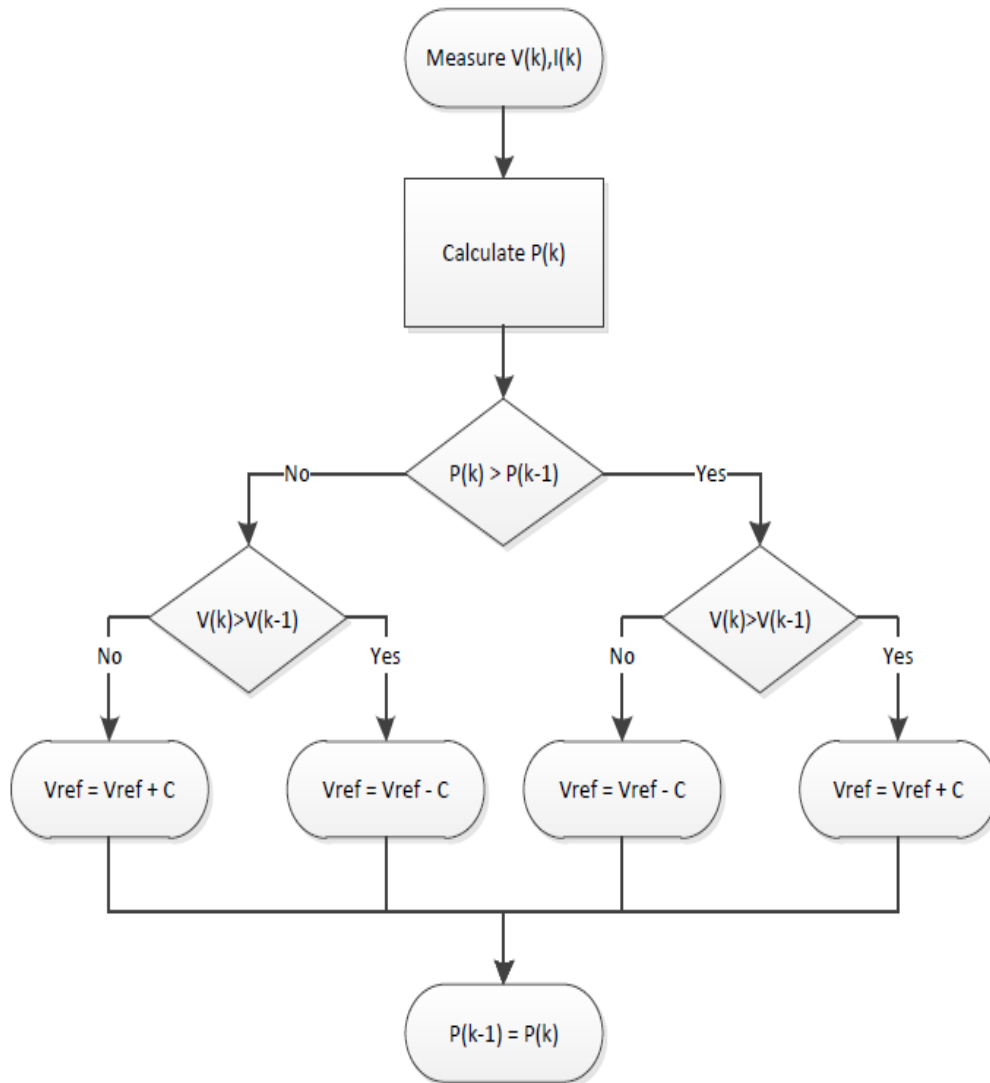 Measure V(k),I(k)
Calculate P(k)
P(k) > P(k-1)
No
Yes
V(k)>V(k-1)
V(k)>V(k-1)
No
Yes
No
Yes
Vref = Vref + C
Vref = Vref - C
Vref = Vref - C
Vref = Vref + C
P(k-1) = P(k)